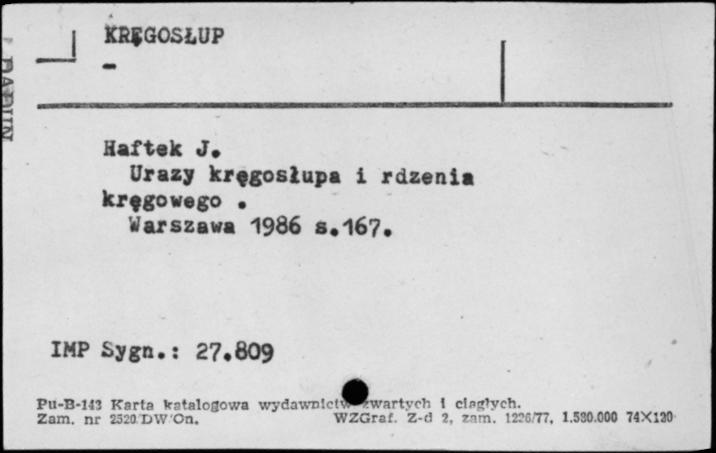 KRĘGOSŁUP
-
Haftek J.
Urazy kręgosłupa i rdzenia
kręgowego .
Warszawa 1986 s.167.
IMP Sygn.: 27.809
Pu-B-143 Karta katalogowa wydawnictw zwartych i ciągłych.
Zam. nr 2520/DW/On. WZGraf. Z-d 2, zam. 1226/77, 1.530.000 74X120